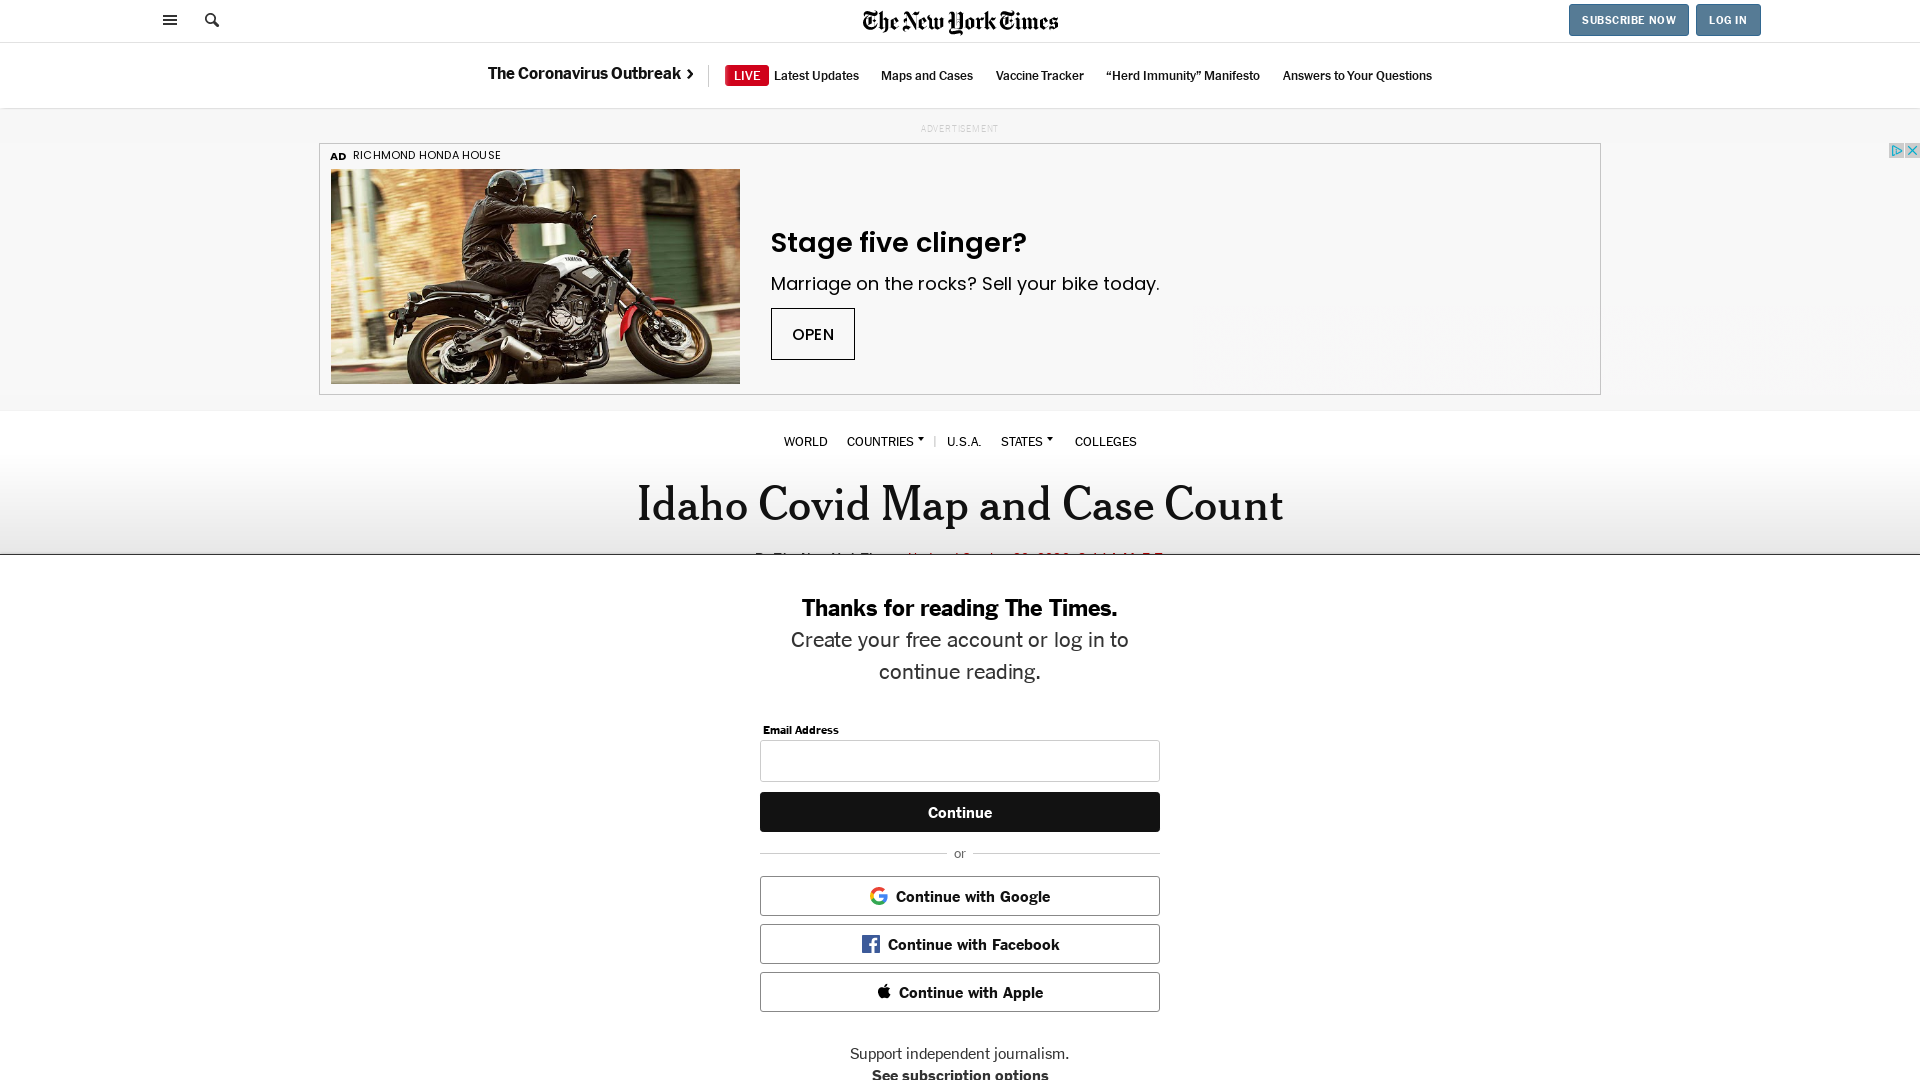 The New York Times
SUBSCRIBE NOW
LOG IN
The Coronavirus Outbreak
LIVE Latest Updates
Maps and Cases
Vaccine Tracker
“Herd Immunity” Manifesto
Answers to Your Questions
ADVERTISEMENT
AD RICHMOND HONDA HOUSE
Stage five clinger?
Marriage on the rocks? Sell your bike today.
OPEN
WORLD
COUNTRIES
U.S.A.
STATES
COLLEGES
Idaho Covid Map and Case Count
Thanks for reading The Times.
Create your free account or log in to
continue reading.
Email Address
Continue
or
Continue with Google
Continue with Facebook
Continue with Apple
Support independent journalism.
See subscription options